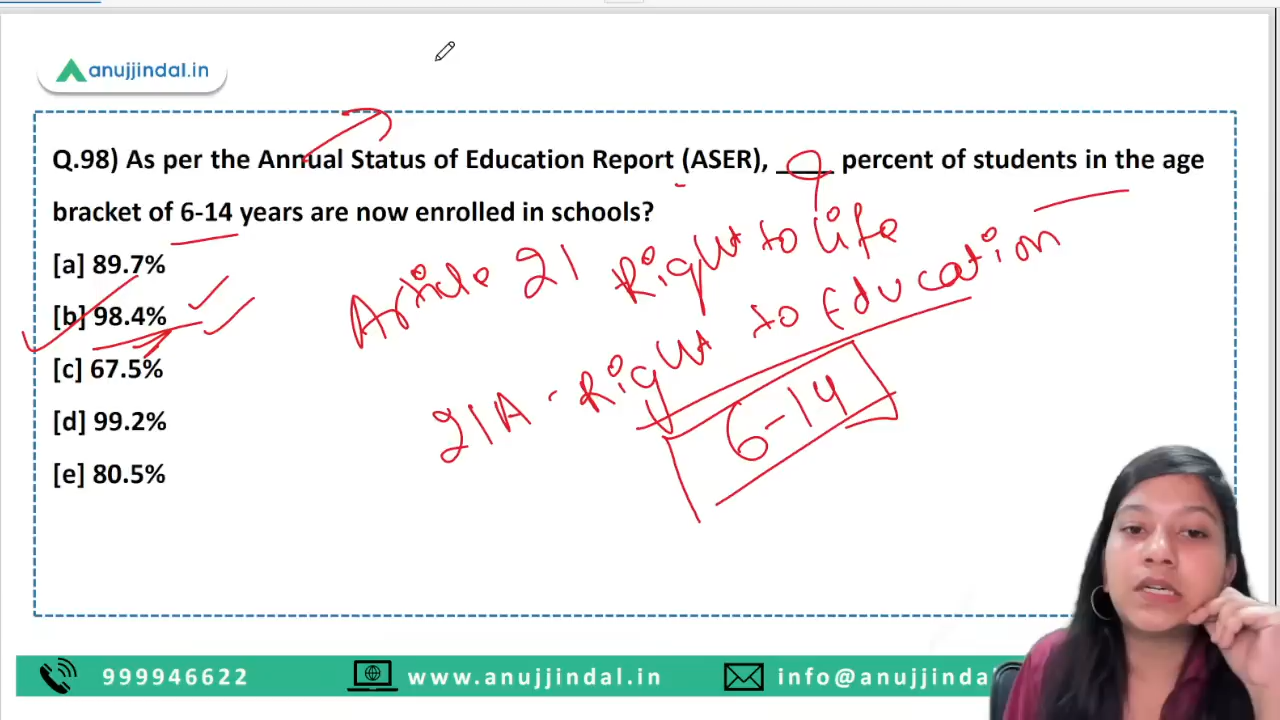 anujjindal.in
Q.98) As per the Annual Status of Education Report (ASER), ____ percent of students in the age
bracket of 6-14 years are now enrolled in schools?
[a] 89.7%
[b] 98.4%
[c] 67.5%
[d] 99.2%
[e] 80.5%
Article 21 Right to life
21A - Right to Education
6-14
999946622
www.anujjindal.in
info@anujjinda